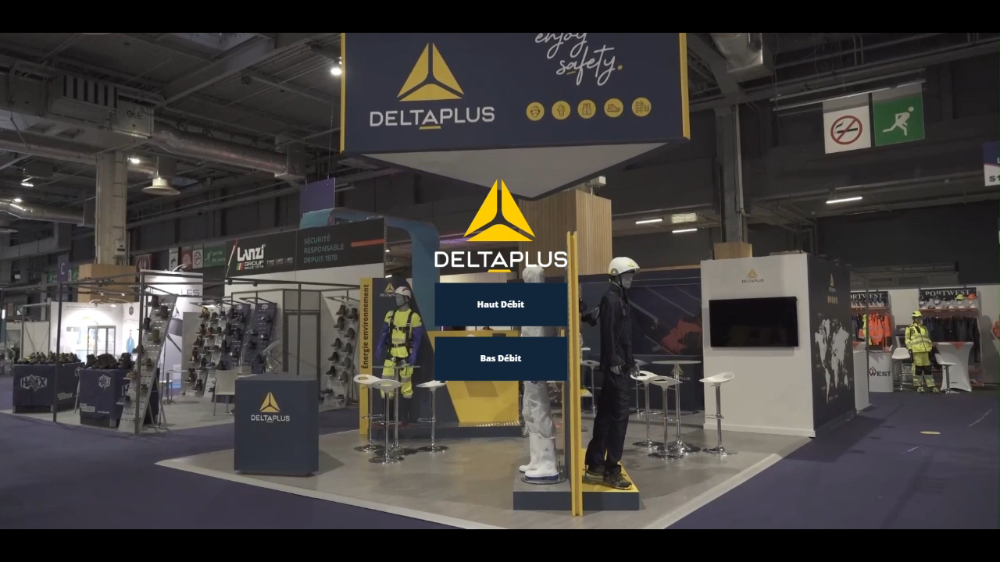 enjoy
safety.
DELTAPLUS
DELTAPLUS
Haut Débit
Bas Débit
LANZI
GROUP
SÉCURITÉ
RESPONSABLE
DEPUIS 1978
Énergie environnement
DELTAPLUS
DELTAPLUS
PORTWEST
WEST
C